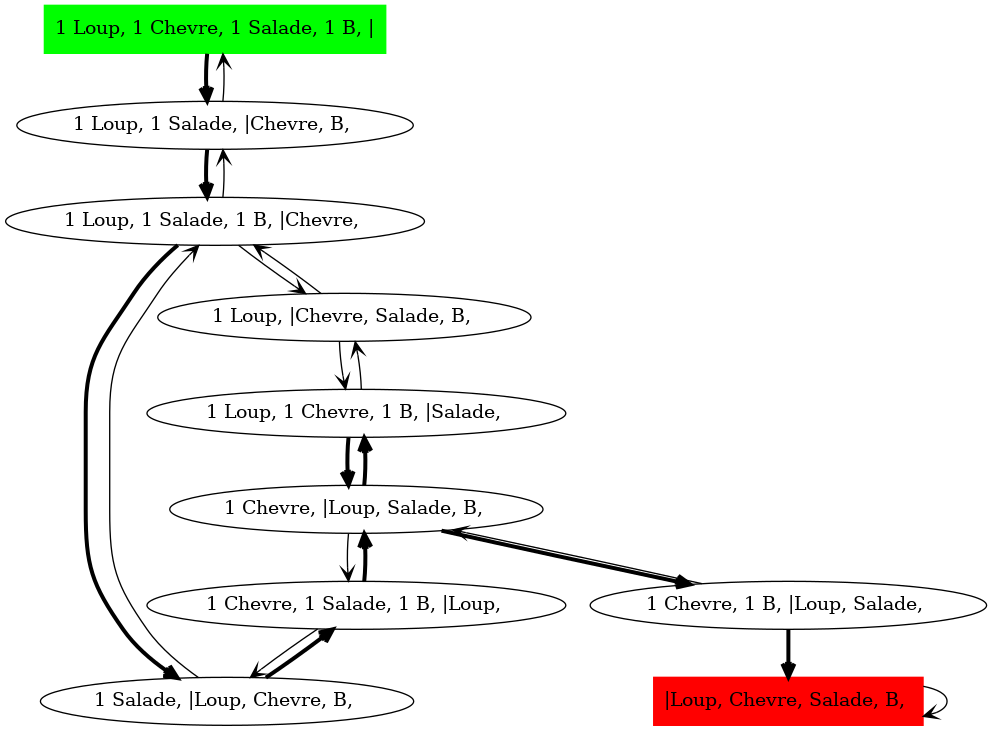 1 Loup, 1 Chevre, 1 Salade, 1 B, |
1 Loup, 1 Salade, |Chevre, B,
1 Loup, 1 Salade, 1 B, |Chevre,
1 Loup, |Chevre, Salade, B,
1 Loup, 1 Chevre, 1 B, |Salade,
1 Chevre, |Loup, Salade, B,
1 Chevre, 1 Salade, 1 B, |Loup,
1 Chevre, 1 B, |Loup, Salade,
1 Salade, |Loup, Chevre, B,
|Loup, Chevre, Salade, B,